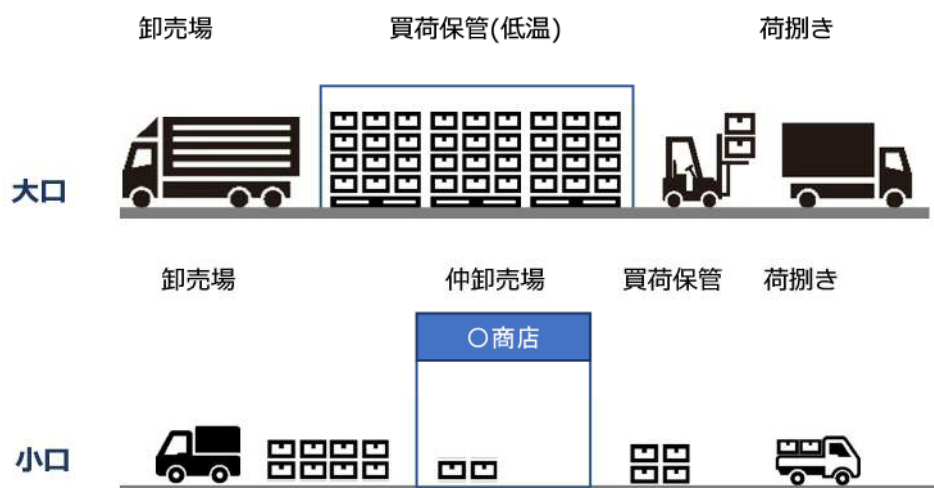 卸売場 買荷保管(低温) 荷捌き
大口
卸売場 仲卸売場 買荷保管 荷捌き
〇商店
小口